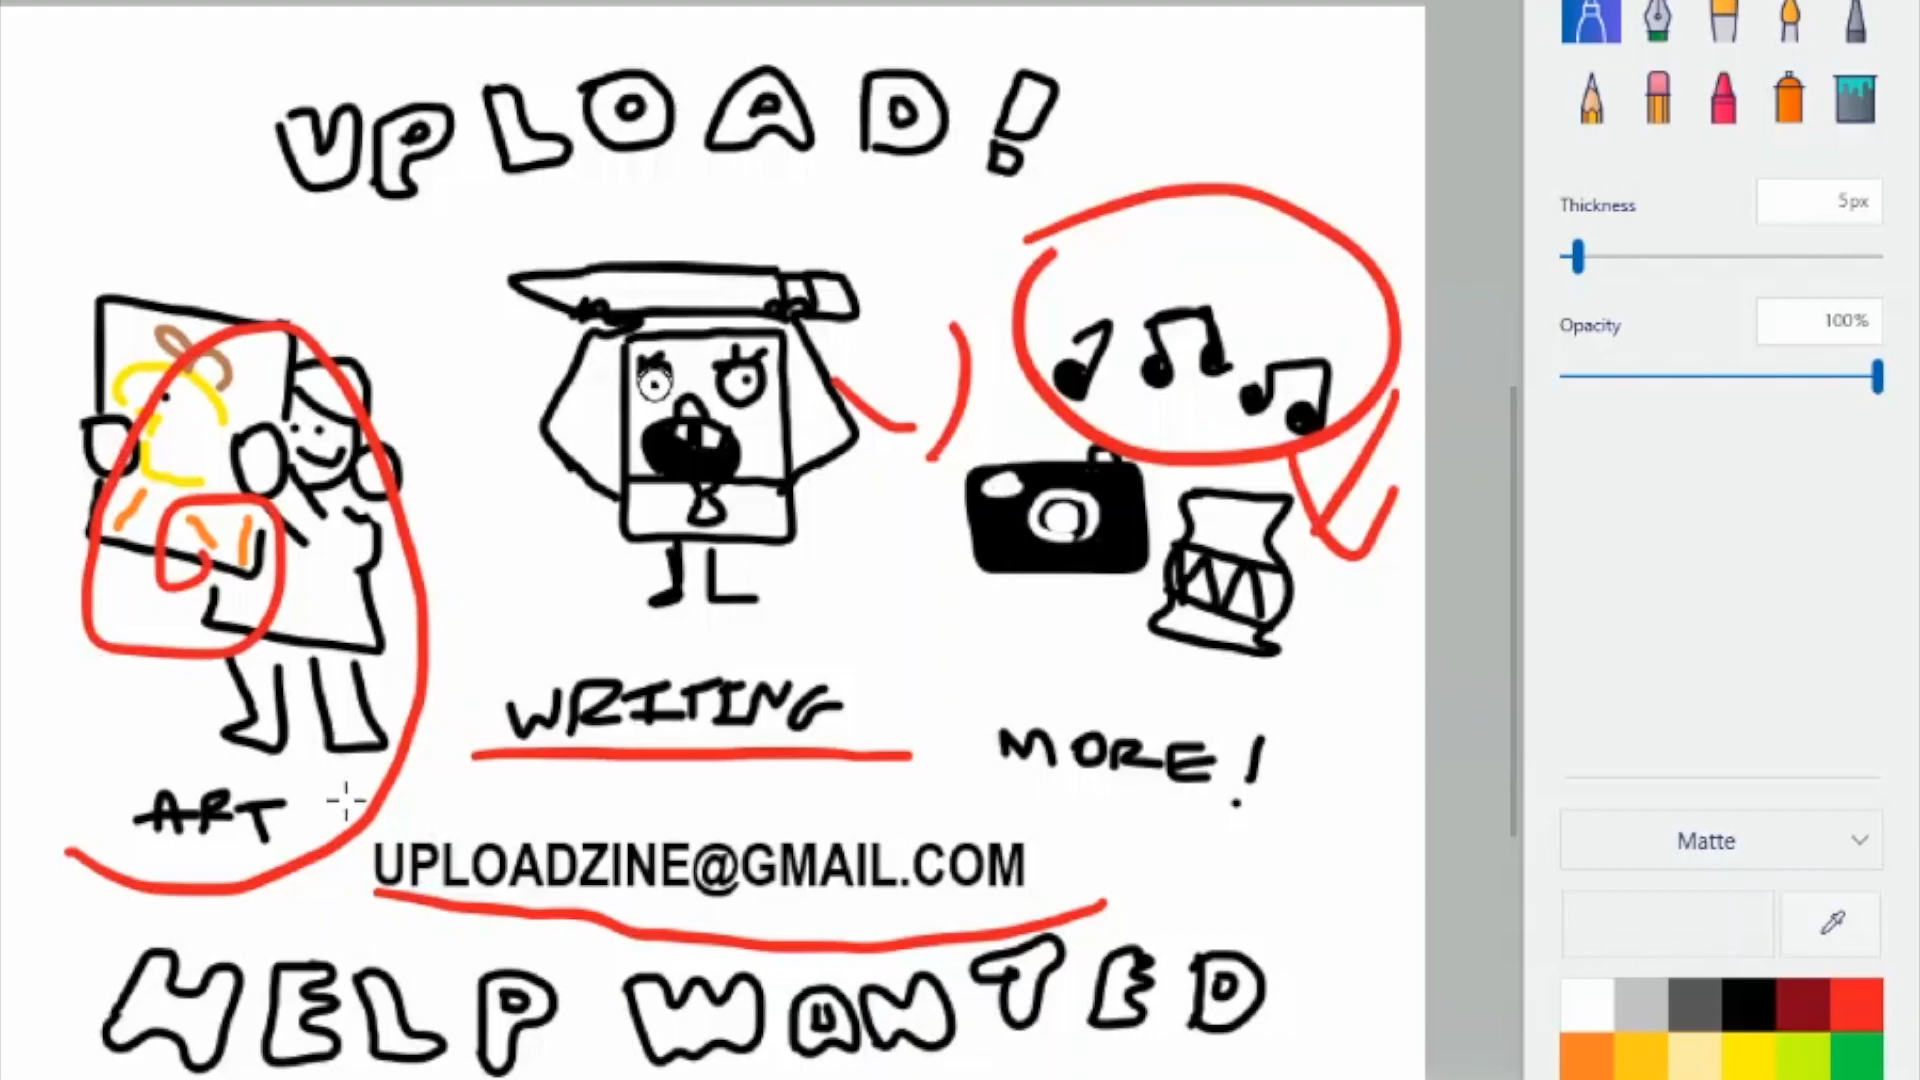 UPLOAD!
Thickness
5px
Opacity
100%
WRITING
MORE!
ART
UPLOADZINE@GMAIL.COM
HELP WANTED
Matte